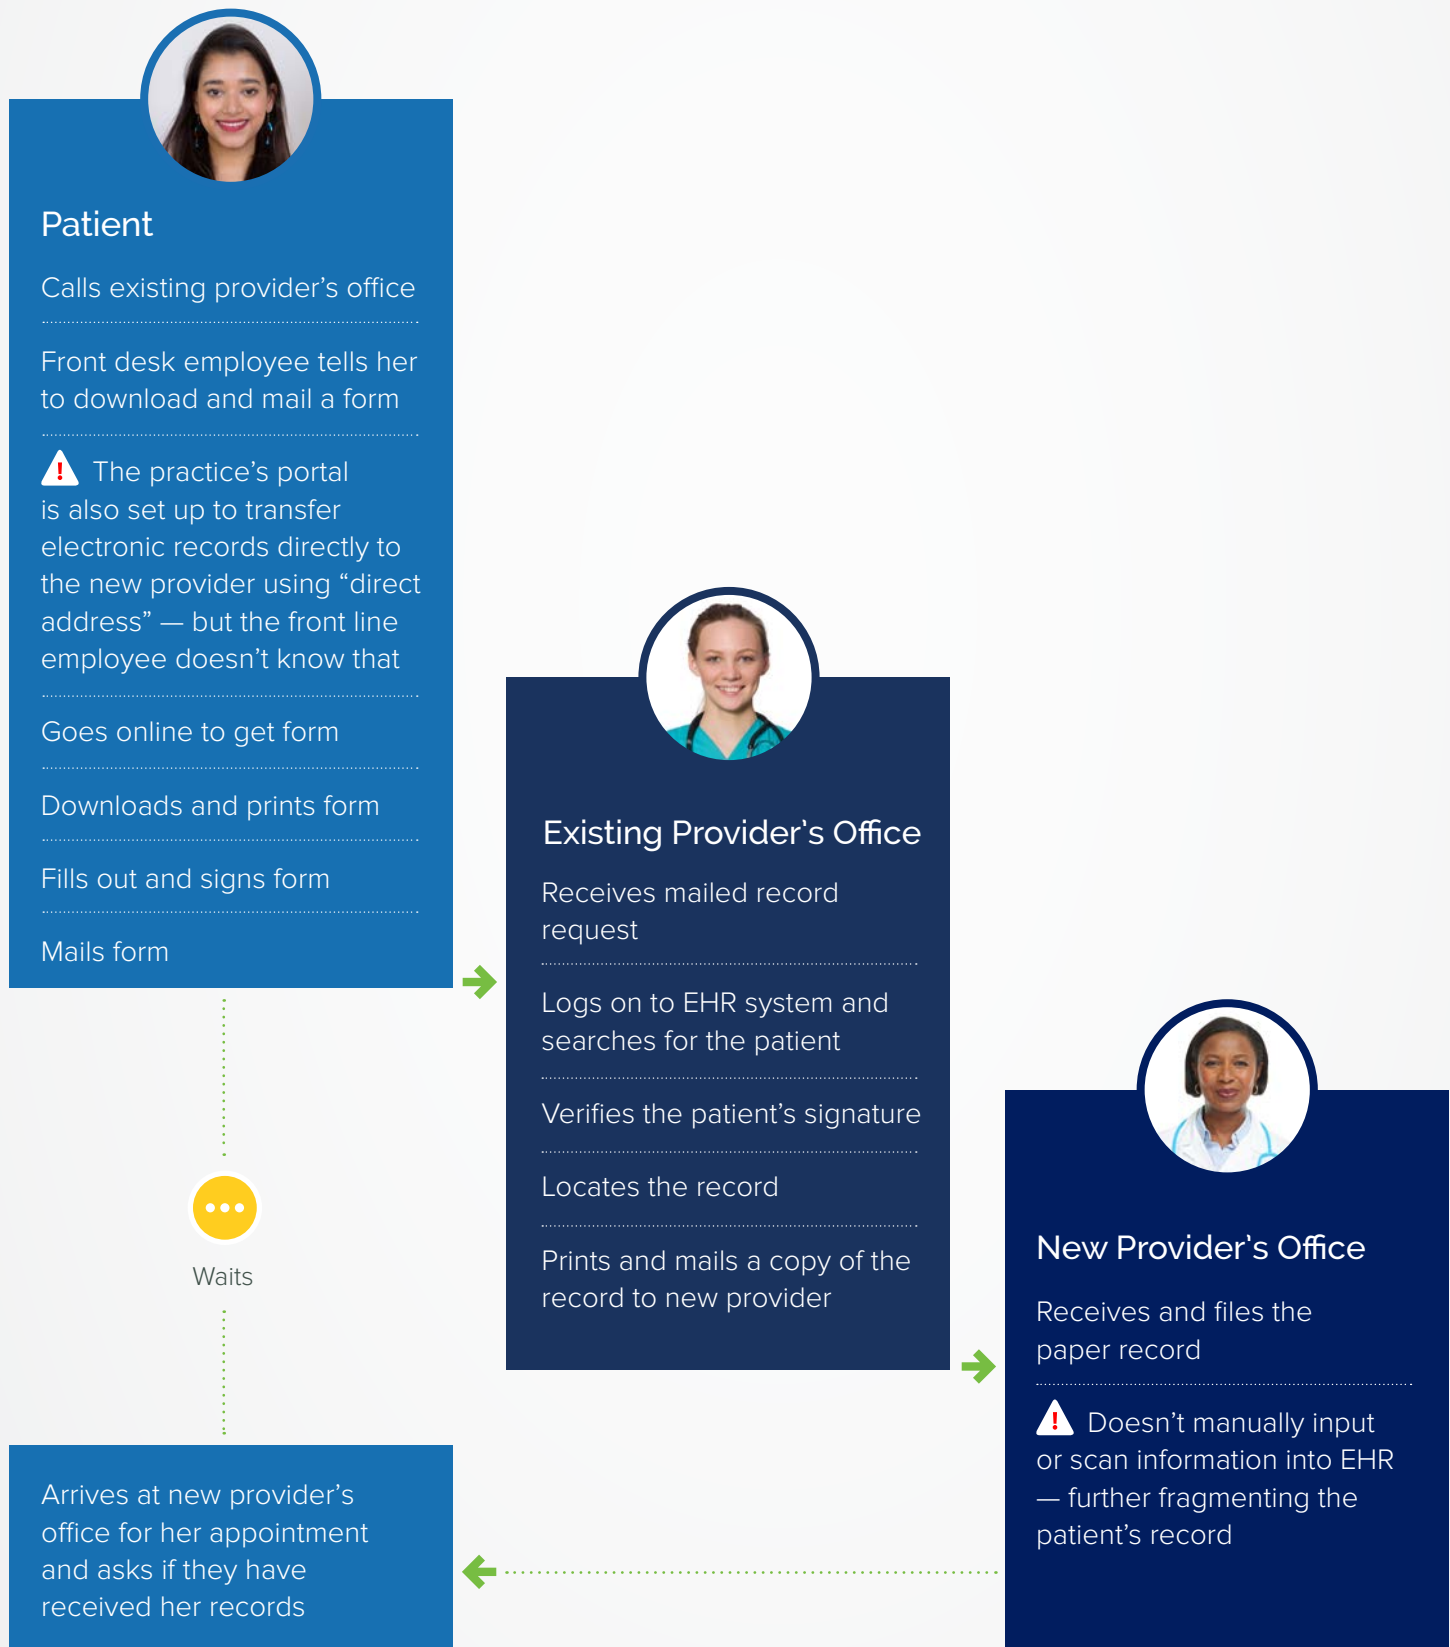 Patient
Calls existing provider’s office
Front desk employee tells her
to download and mail a form
! The practice’s portal
is also set up to transfer
electronic records directly to
the new provider using “direct
address” — but the front line
employee doesn’t know that
Goes online to get form
Downloads and prints form
Fills out and signs form
Mails form
Waits
Arrives at new provider’s
office for her appointment
and asks if they have
received her records
Existing Provider’s Office
Receives mailed record
request
Logs on to EHR system and
searches for the patient
Verifies the patient’s signature
Locates the record
Prints and mails a copy of the
record to new provider
New Provider’s Office
Receives and files the
paper record
! Doesn’t manually input
or scan information into EHR
— further fragmenting the
patient’s record